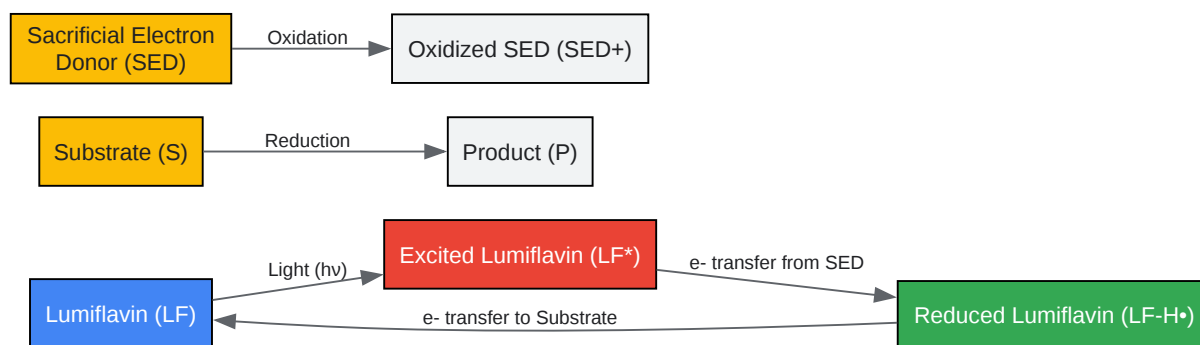 Sacrificial Electron
Donor (SED)
Oxidation
Oxidized SED (SED+)
Substrate (S)
Reduction
Product (P)
Excited Lumiflavin (LF*)
Light (hν)
e- transfer from SED
Lumiflavin (LF)
e- transfer to Substrate
Reduced Lumiflavin (LF-H•)